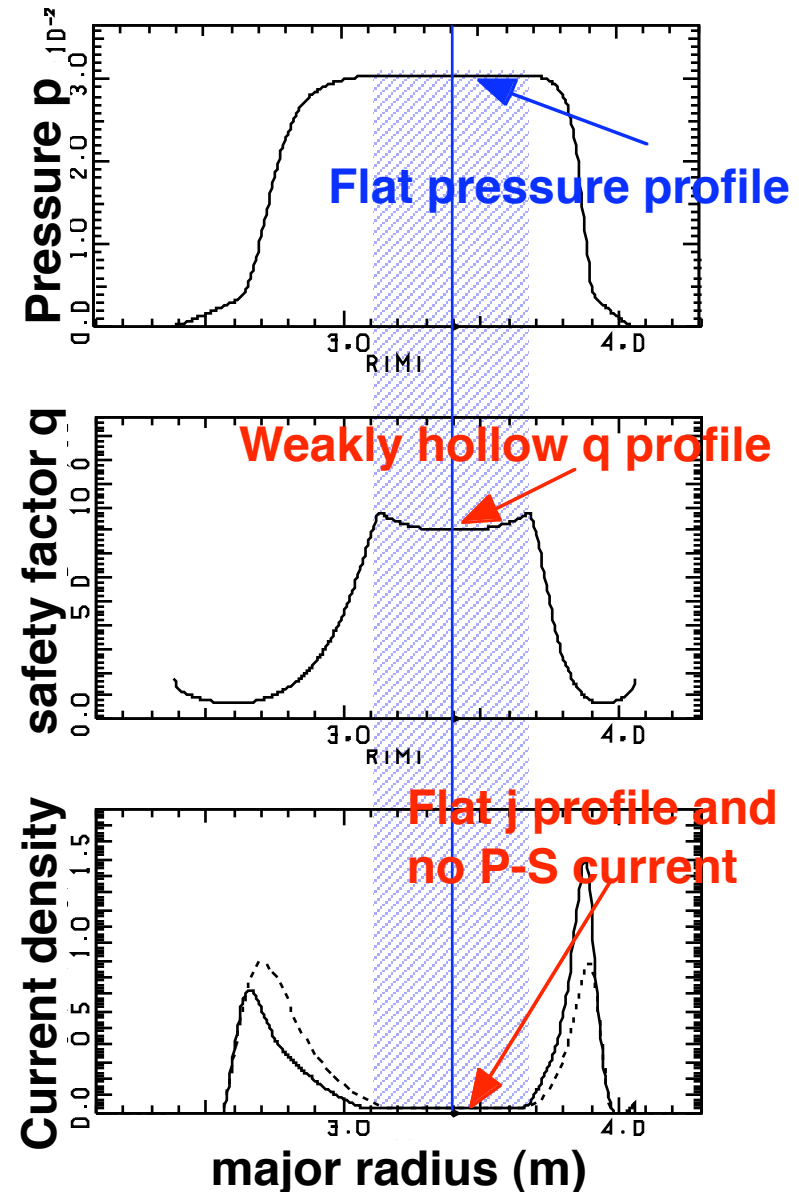 Pressure p
10⁻²
3.0
2.0
1.0
0.0
Flat pressure profile
3.0
4.0
R(M)
safety factor q
10 0
5 0
0.0
Weakly hollow q profile
3.0
4.0
R(M)
Current density
1.5
1.0
0.5
0.0
Flat j profile and
no P-S current
3.0
4.0
major radius (m)